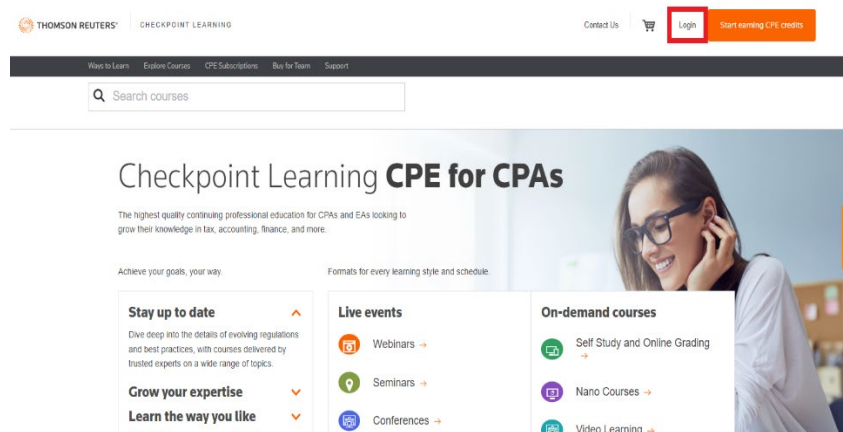 THOMSON REUTERS®
CHECKPOINT LEARNING
Contact Us
Login
Start earning CPE credits
Ways to Learn
Explore Courses
CPE Subscriptions
Buy for Team
Support
Search courses
Checkpoint Learning CPE for CPAs
The highest quality continuing professional education for CPAs and EAs looking to
grow their knowledge in tax, accounting, finance, and more.
Achieve your goals, your way.
Formats for every learning style and schedule.
Stay up to date
Dive deep into the details of evolving regulations
and best practices, with courses delivered by
trusted experts on a wide range of topics.
Grow your expertise
Learn the way you like
Live events
Webinars →
Seminars →
Conferences →
On-demand courses
Self Study and Online Grading
→
Nano Courses →
Video Learning →